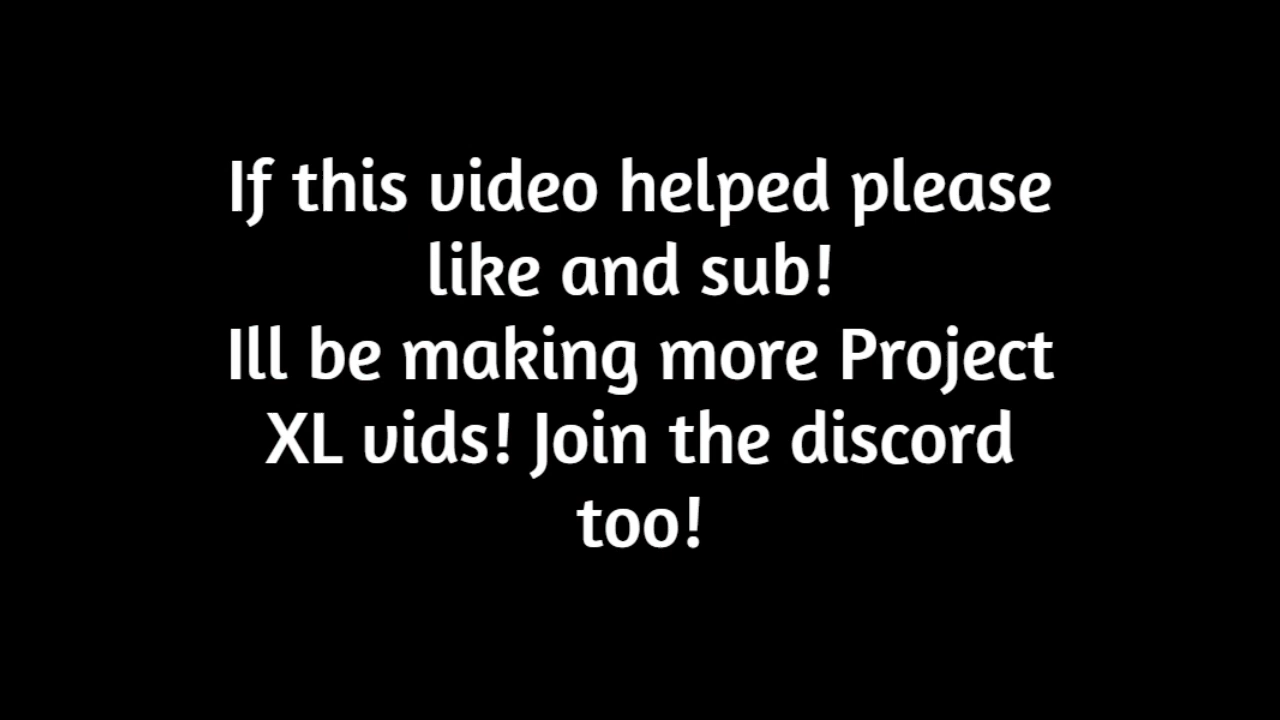 If this video helped please
like and sub!
Ill be making more Project
XL vids! Join the discord
too!